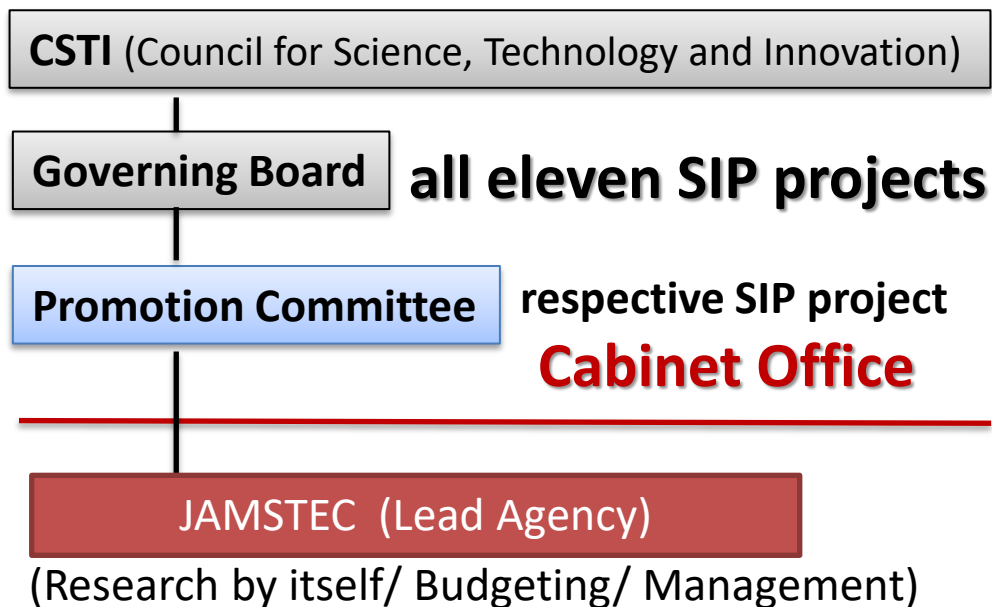 CSTI (Council for Science, Technology and Innovation)
Governing Board all eleven SIP projects
Promotion Committee respective SIP project
Cabinet Office
JAMSTEC (Lead Agency)
(Research by itself/ Budgeting/ Management)